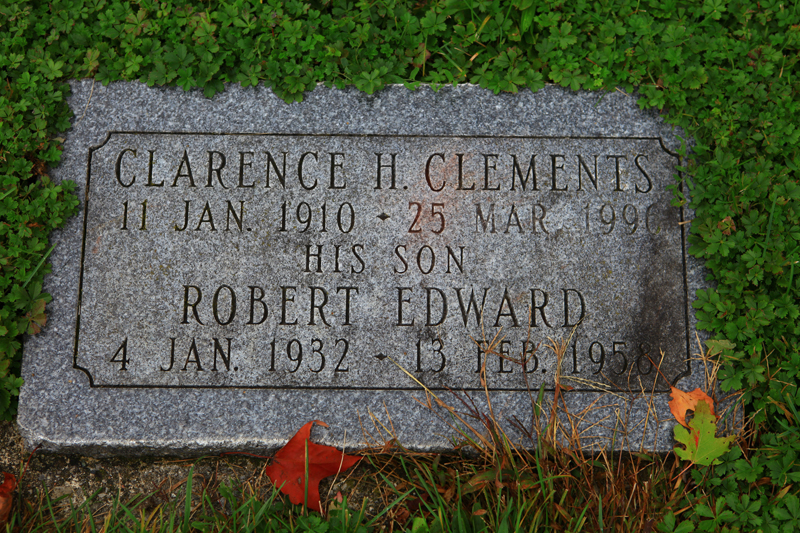 CLARENCE H. CLEMENTS
11 JAN. 1910 ✦ 25 MAR. 1990
HIS SON
ROBERT EDWARD
4 JAN. 1932 ✦ 13 FEB. 1958